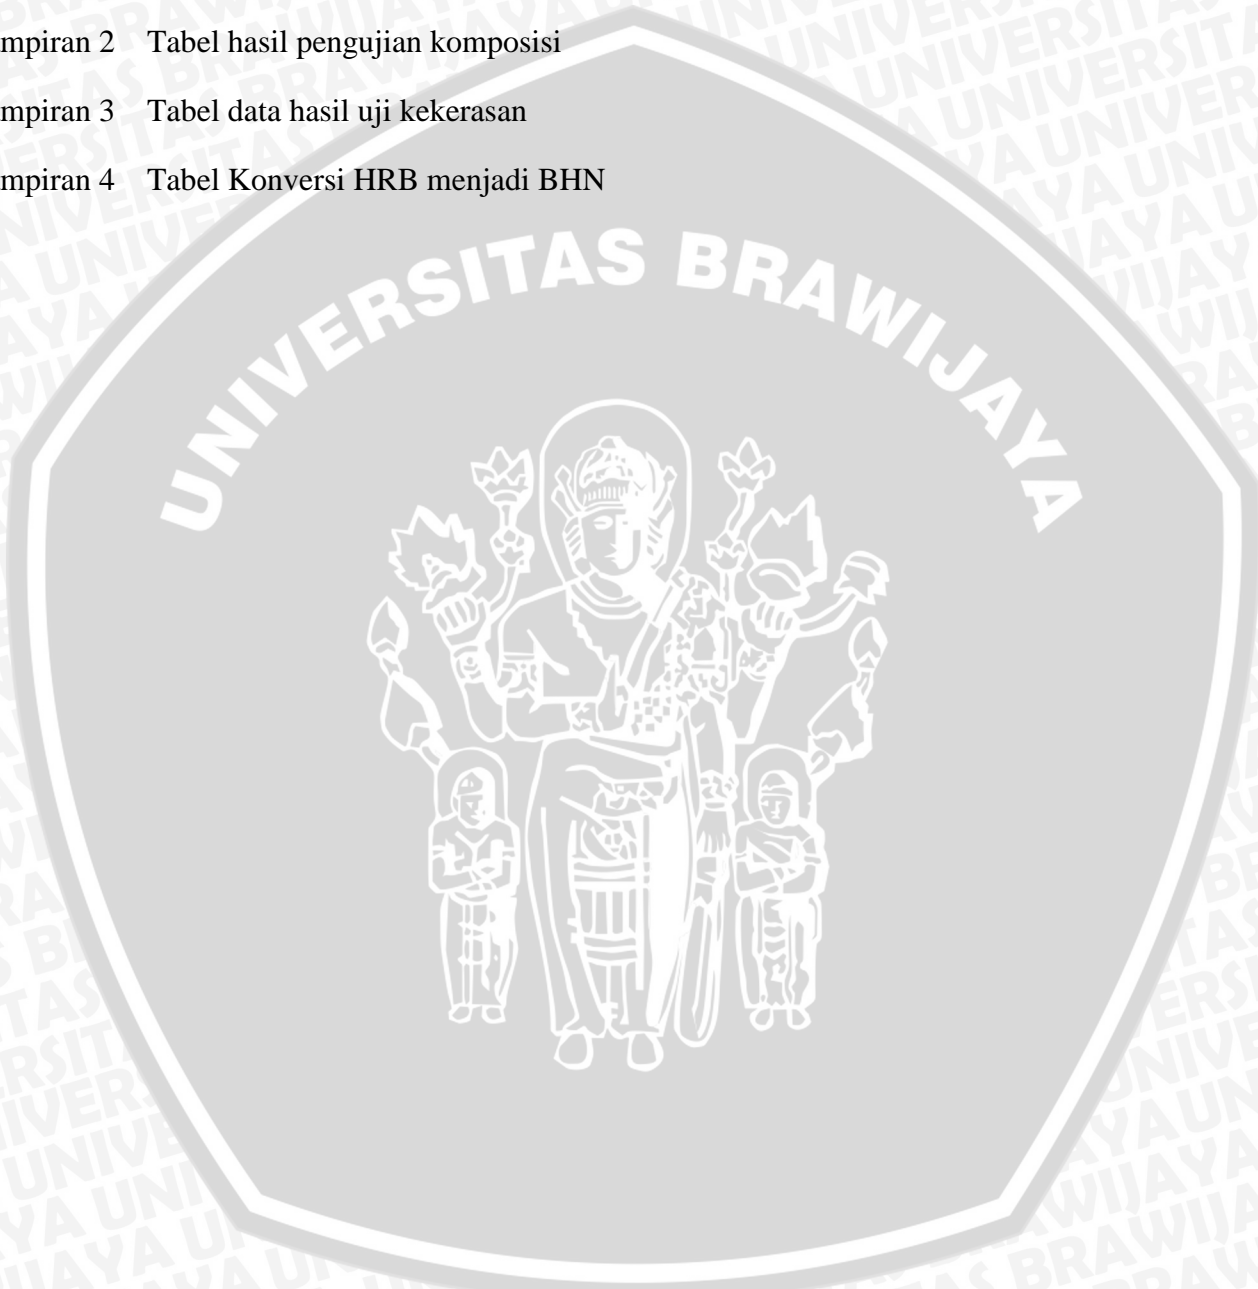 mpiran 2 Tabel hasil pengujian komposisi
mpiran 3 Tabel data hasil uji kekerasan
mpiran 4 Tabel Konversi HRB menjadi BHN
UNIVERSITAS BRAWIJAYA